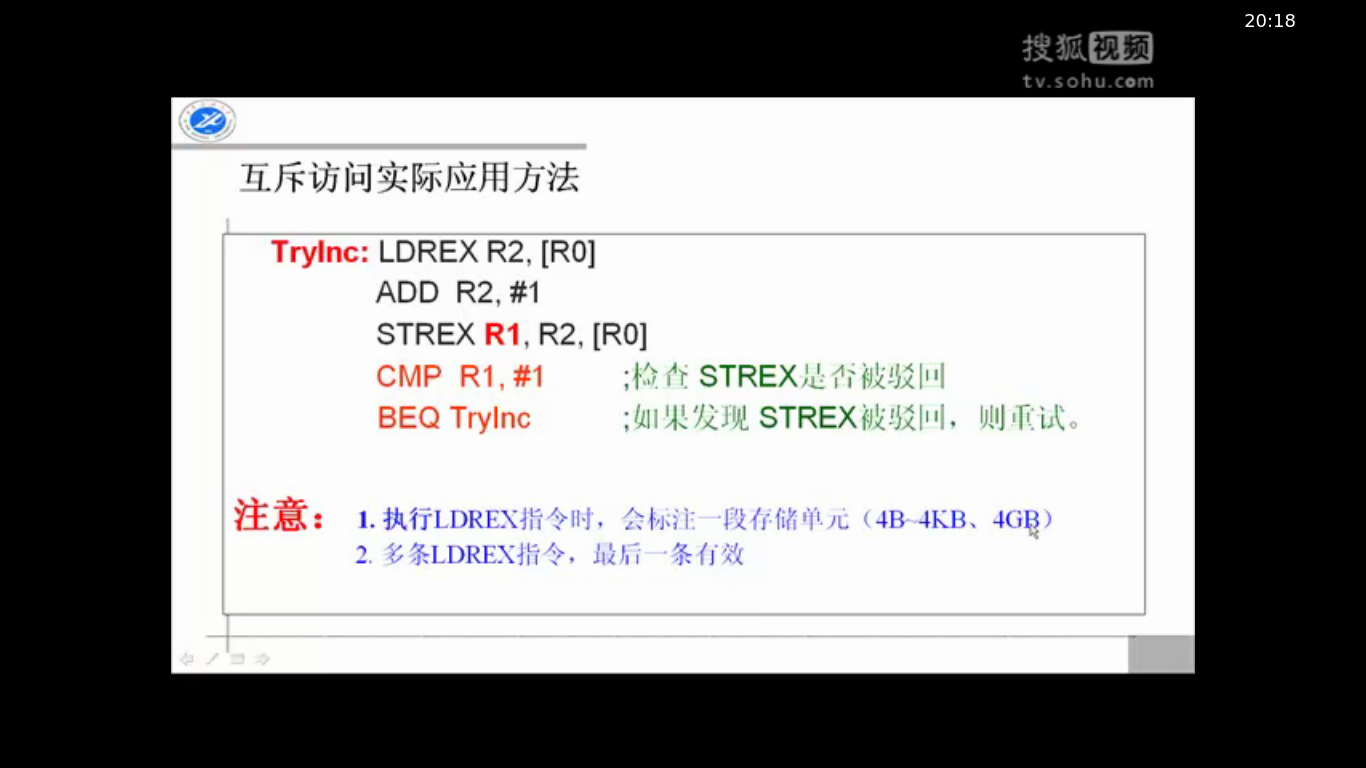 20:18
搜狐视频
tv.sohu.com
互斥访问实际应用方法
TryInc: LDREX R2, [R0]
ADD R2, #1
STREX R1, R2, [R0]
CMP R1, #1 ;检查 STREX是否被驳回
BEQ TryInc ;如果发现 STREX被驳回，则重试。
注意： 1. 执行LDREX指令时，会标注一段存储单元（4B~4KB、4GB）
2. 多条LDREX指令，最后一条有效